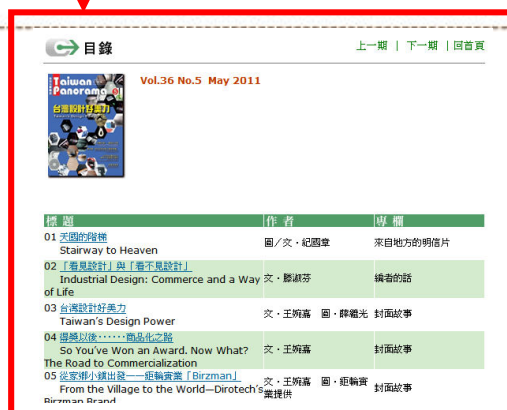 目錄
上一期 | 下一期 | 回首頁
Taiwan
Panorama
台灣設計好美力
Vol.36 No.5 May 2011
標 題 作 者 專 欄
01 天國的階梯 圖╱文‧紀國章 來自地方的明信片
Stairway to Heaven
02 「看見設計」與「看不見設計」 文‧滕淑芬 編者的話
Industrial Design: Commerce and a Way
of Life
03 台灣設計好美力 文‧王婉嘉 圖‧薛繼光 封面故事
Taiwan's Design Power
04 得獎以後‧‧‧‧‧‧商品化之路 文‧王婉嘉 封面故事
So You've Won an Award. Now What?
The Road to Commercialization
05 從家鄉小鎮出發──鉅輪實業「Birzman」 文‧王婉嘉 圖‧鉅輪實業提供 封面故事
From the Village to the World—Dirotech's
Birzman Brand